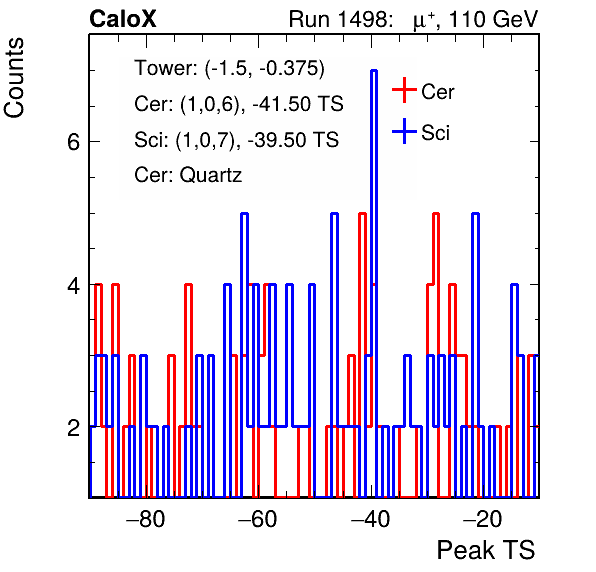 CaloX Run 1498: μ⁺, 110 GeV
Counts
Tower: (-1.5, -0.375)
Cer: (1,0,6), -41.50 TS
Sci: (1,0,7), -39.50 TS
Cer: Quartz
Cer
Sci
6
4
2
−80 −60 −40 −20
Peak TS